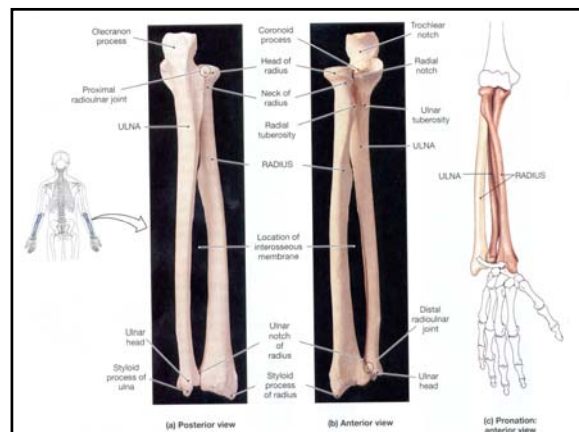 Olecranon
process
Proximal
radioulnar joint
ULNA
Ulnar
head
Styloid
process of
ulna
Coronoid
process
Head of
radius
Neck of
radius
Radial
tuberosity
RADIUS
Location of
interosseous
membrane
Ulnar
notch of
radius
Styloid
process
of radius
Trochlear
notch
Radial
notch
Ulnar
tuberosity
ULNA
Distal
radioulnar
joint
Ulnar
head
ULNA
RADIUS
(a) Posterior view
(b) Anterior view
(c) Pronation:
anterior view